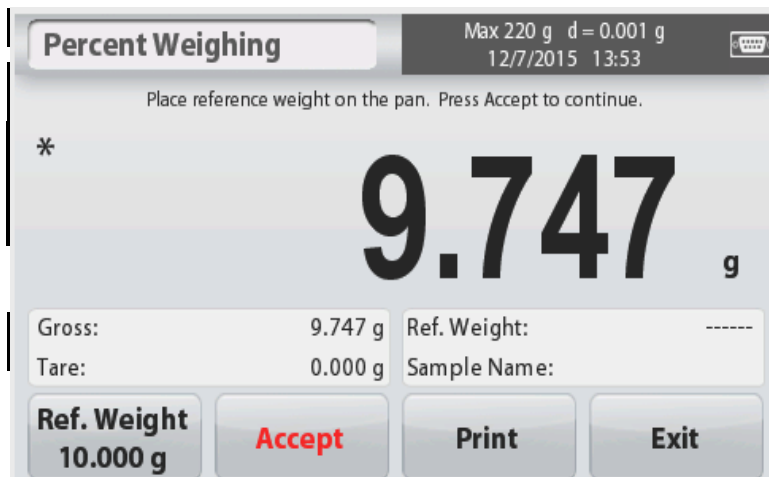 Percent Weighing
Max 220 g d = 0.001 g
12/7/2015 13:53
Place reference weight on the pan. Press Accept to continue.
*
9.747 g
Gross: 9.747 g
Tare: 0.000 g
Ref. Weight: ------
Sample Name:
Ref. Weight
10.000 g
Accept
Print
Exit